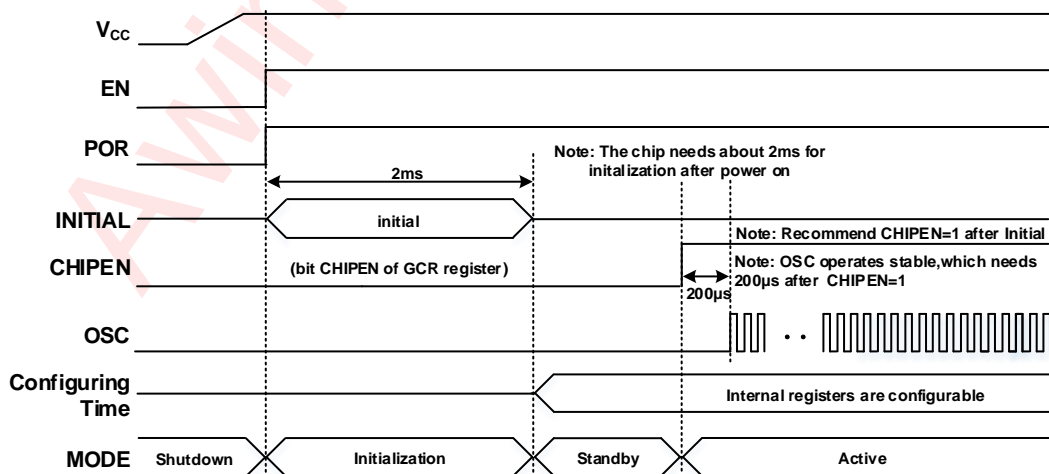 Awin
VCC
EN
POR
Note: The chip needs about 2ms for
initalization after power on
2ms
INITIAL
initial
Note: Recommend CHIPEN=1 after Initial
CHIPEN
(bit CHIPEN of GCR register)
Note: OSC operates stable,which needs
200μs after CHIPEN=1
200μs
OSC
Configuring
Time
Internal registers are configurable
MODE
Shutdown
Initialization
Standby
Active